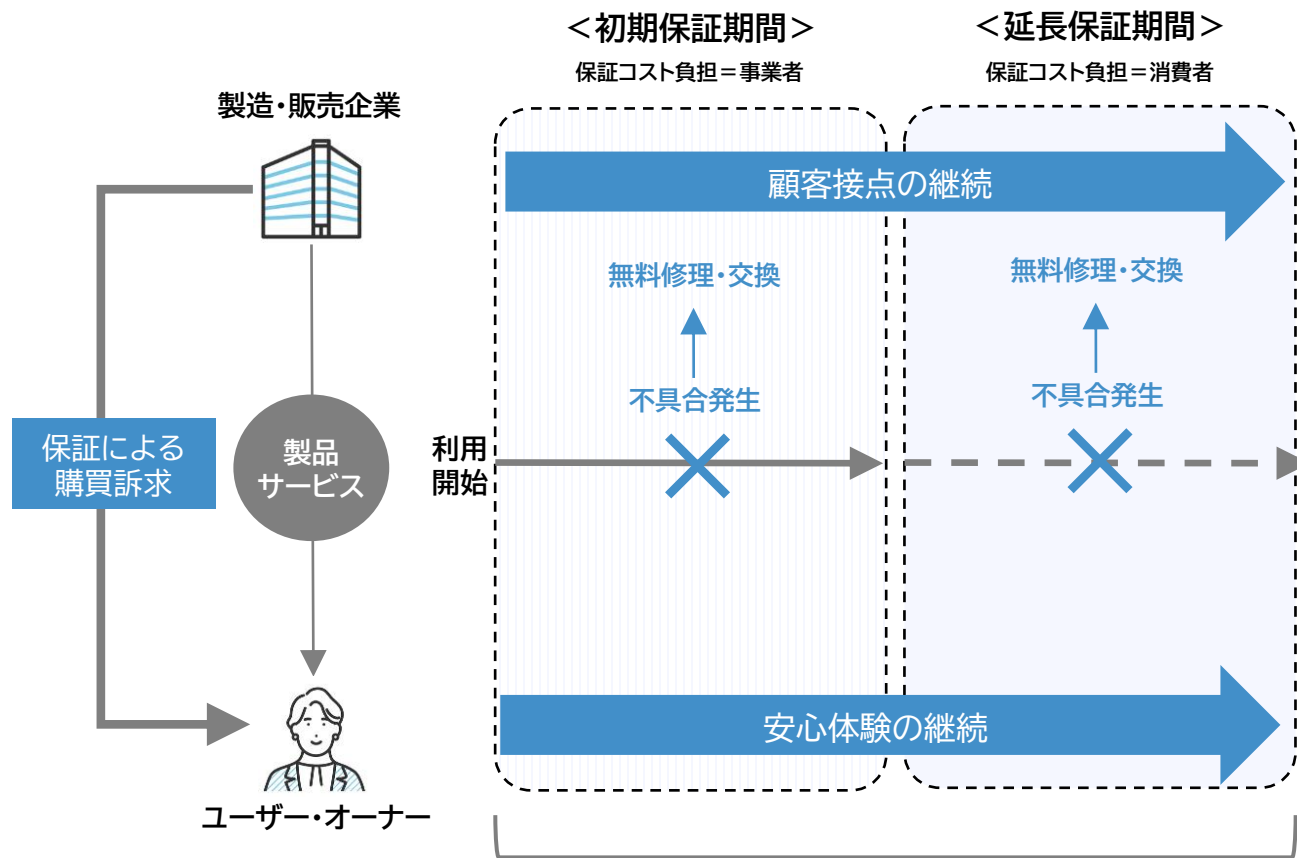 ＜初期保証期間＞
保証コスト負担＝事業者
＜延長保証期間＞
保証コスト負担＝消費者
製造・販売企業
顧客接点の継続
無料修理・交換
無料修理・交換
不具合発生
不具合発生
保証による
購買訴求
製品
サービス
利用
開始
安心体験の継続
ユーザー・オーナー